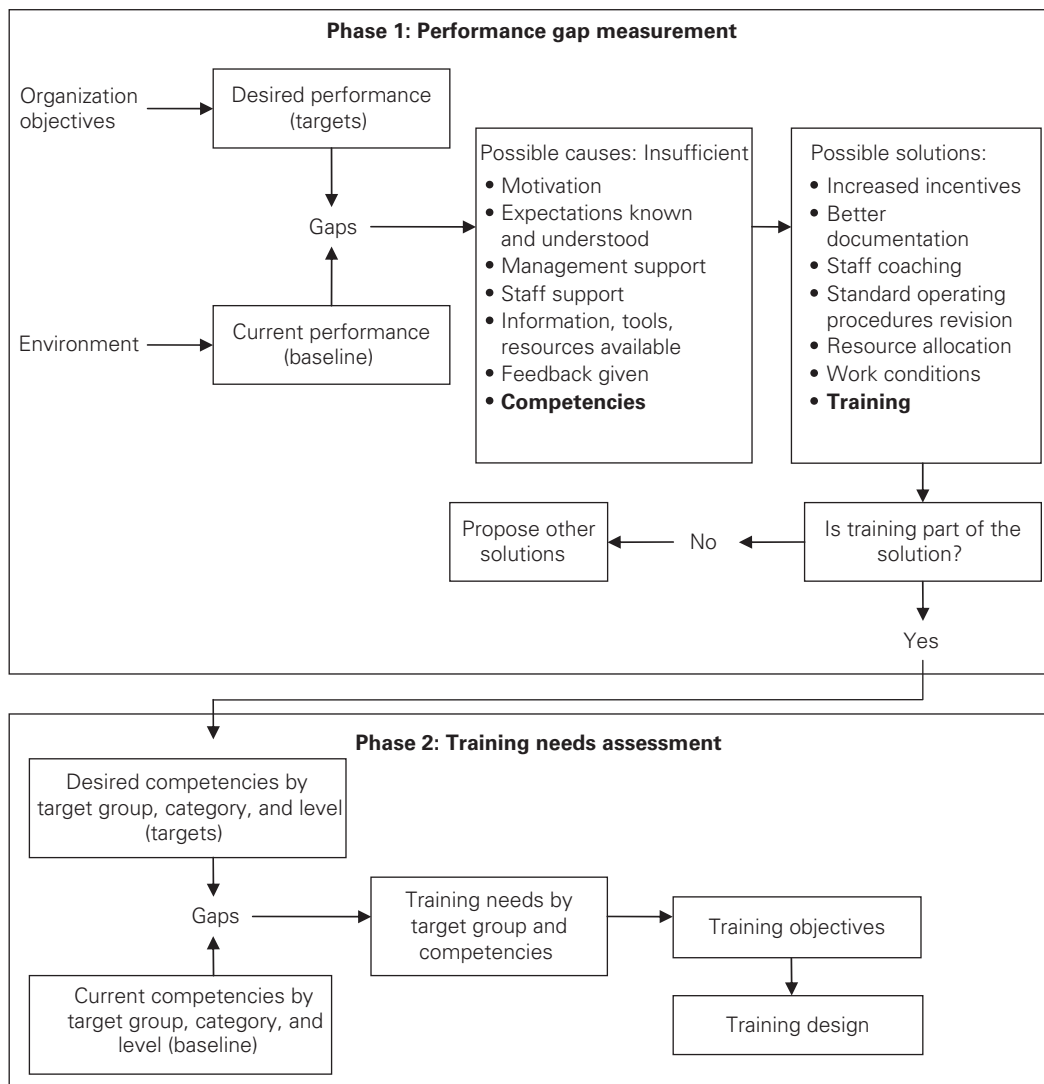 Phase 1: Performance gap measurement
Organization
objectives
Desired performance
(targets)
Gaps
Environment
Current performance
(baseline)
Possible causes: Insufficient
• Motivation
• Expectations known
and understood
• Management support
• Staff support
• Information, tools,
resources available
• Feedback given
• Competencies
Possible solutions:
• Increased incentives
• Better
documentation
• Staff coaching
• Standard operating
procedures revision
• Resource allocation
• Work conditions
• Training
Is training part of the
solution?
No
Propose other
solutions
Yes
Phase 2: Training needs assessment
Desired competencies by
target group, category, and level
(targets)
Gaps
Current competencies by
target group, category, and
level (baseline)
Training needs by
target group and
competencies
Training objectives
Training design